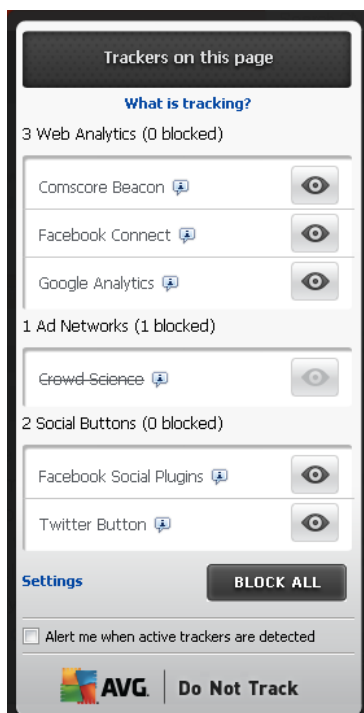 Trackers on this page
What is tracking?
3 Web Analytics (0 blocked)
Comscore Beacon
Facebook Connect
Google Analytics
1 Ad Networks (1 blocked)
Crowd Science
2 Social Buttons (0 blocked)
Facebook Social Plugins
Twitter Button
Settings BLOCK ALL
Alert me when active trackers are detected
AVG. Do Not Track